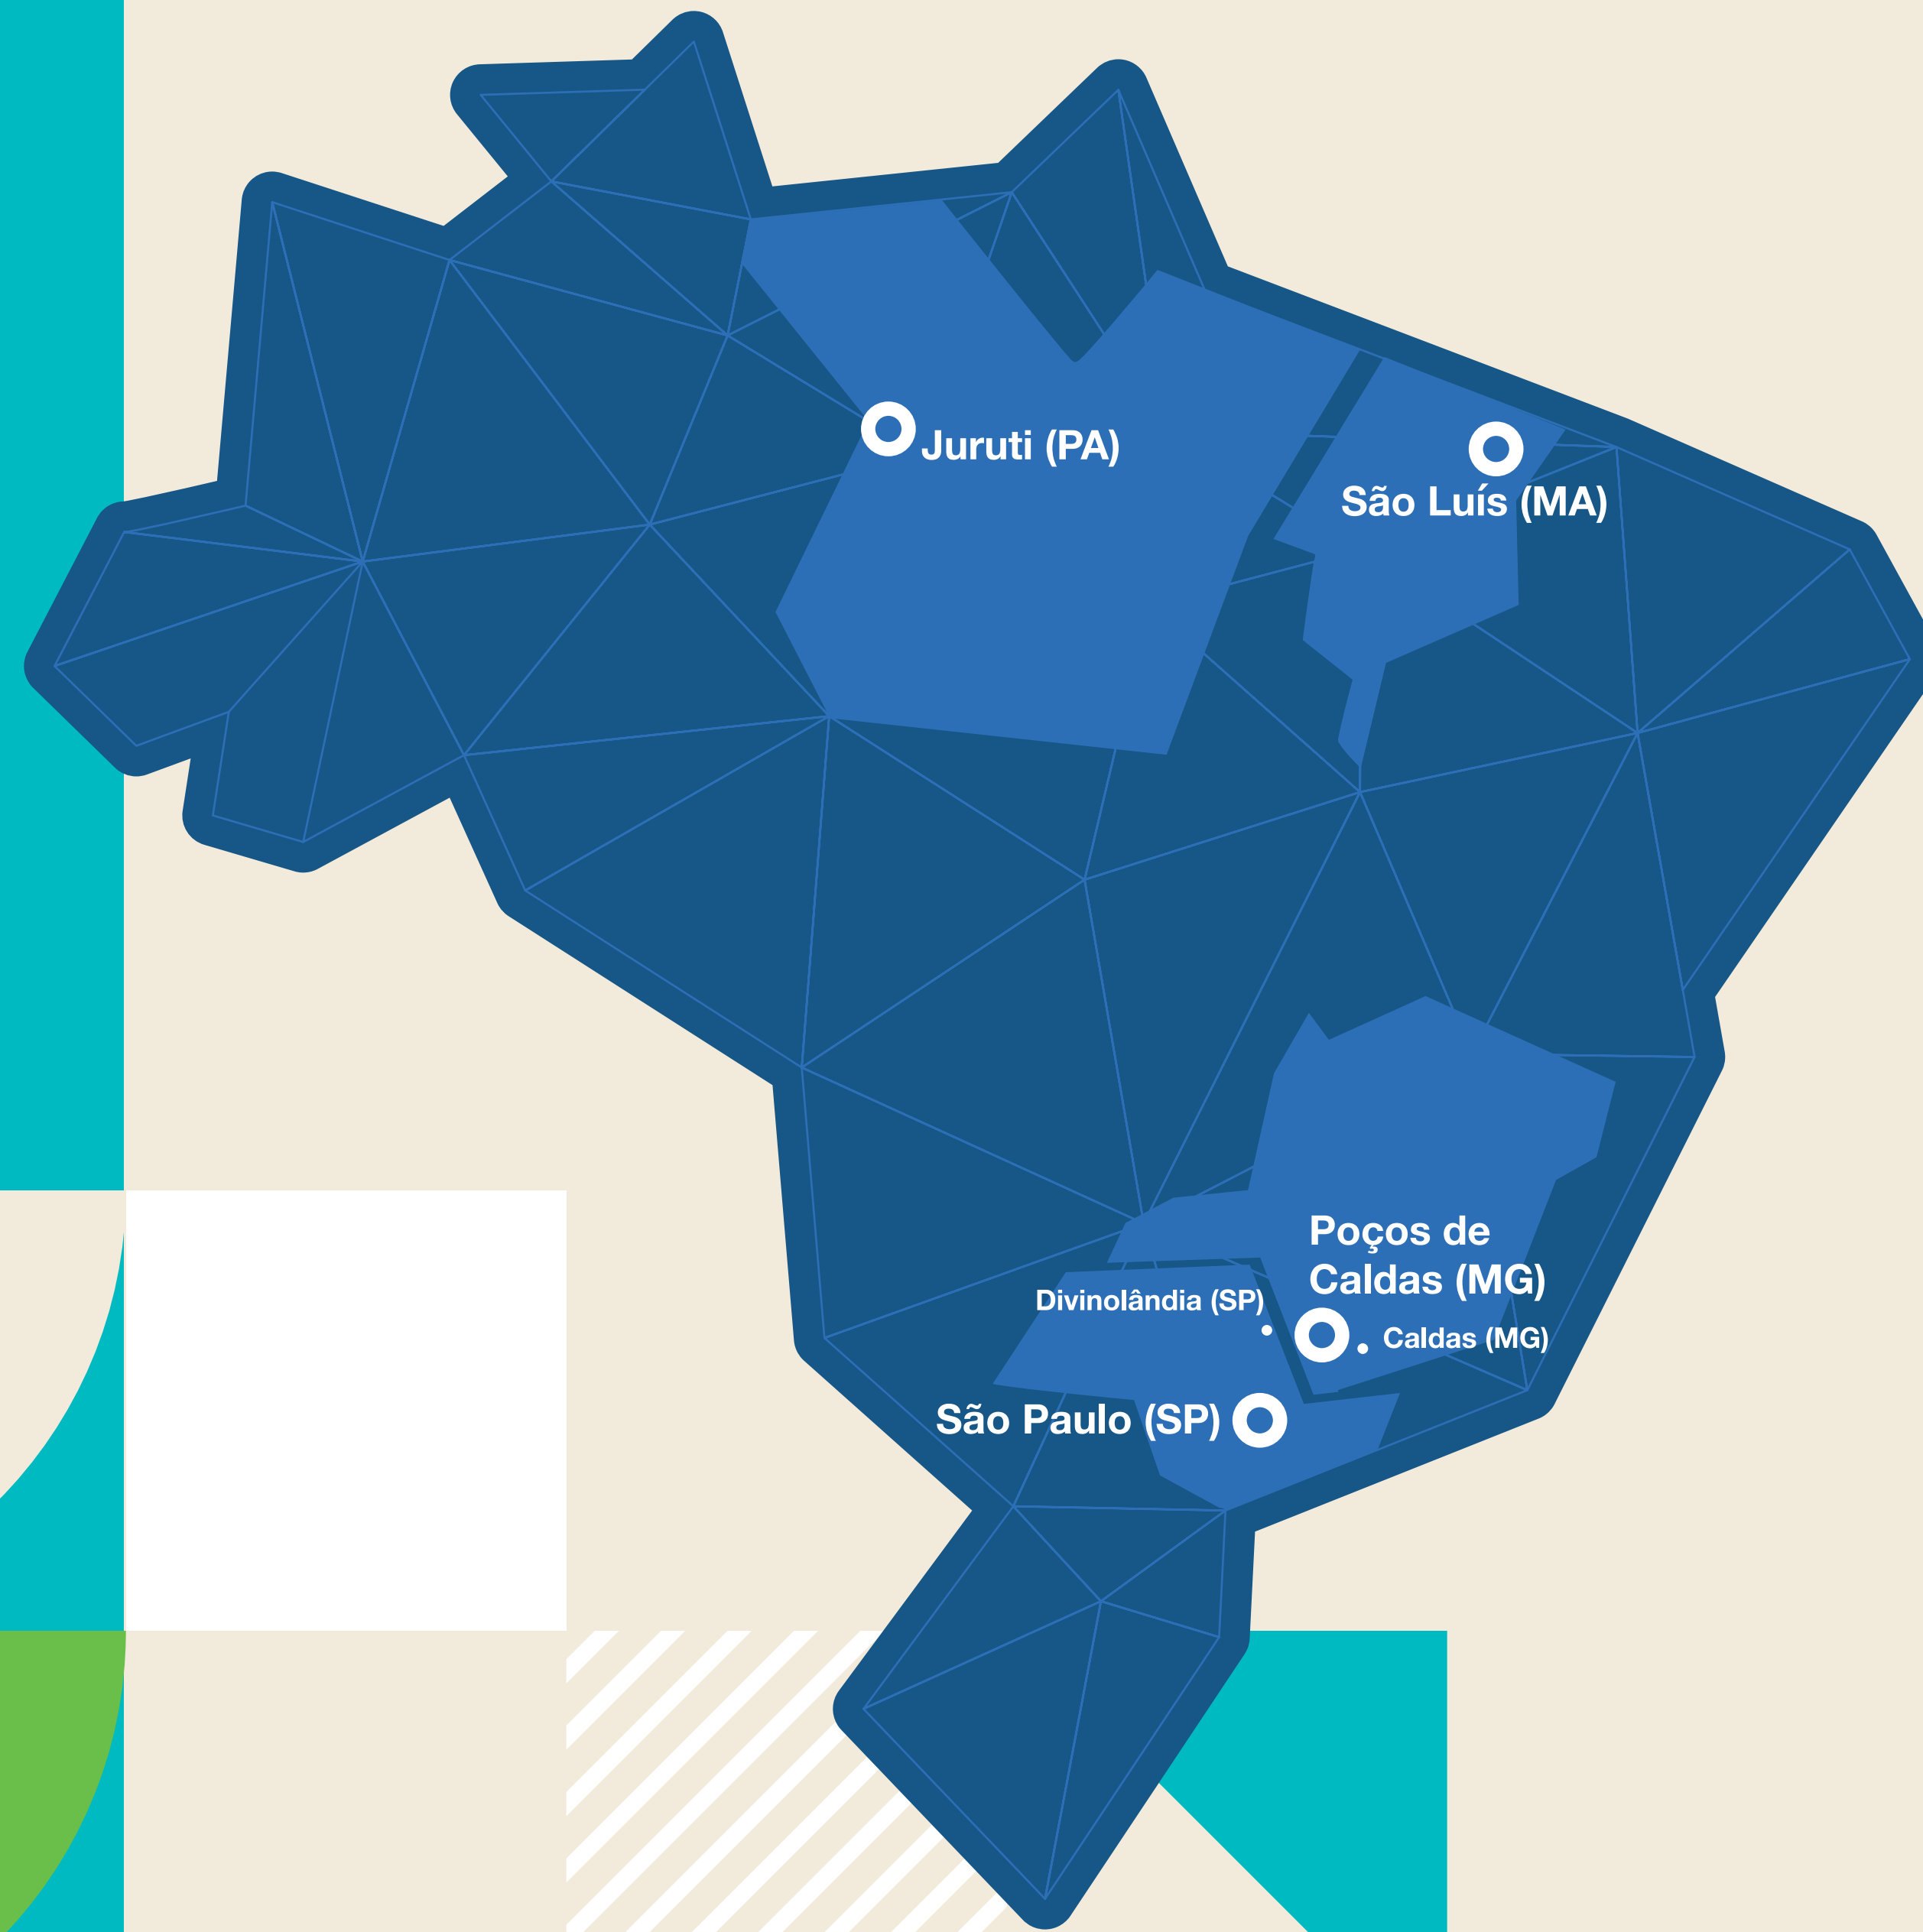 Juruti (PA)
São Luís (MA)
Poços de
Caldas (MG)
Divinolândia (SP)
Caldas (MG)
São Paulo (SP)